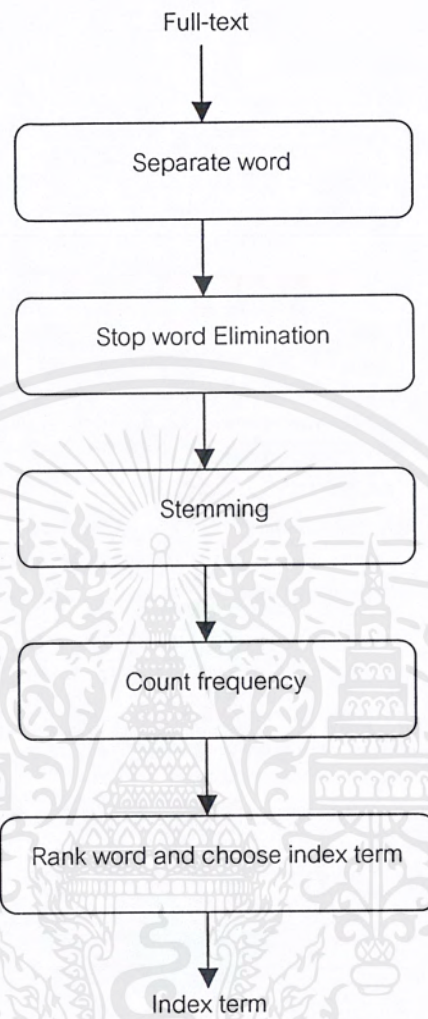 Full-text
Separate word
Stop word Elimination
Stemming
Count frequency
Rank word and choose index term
Index term